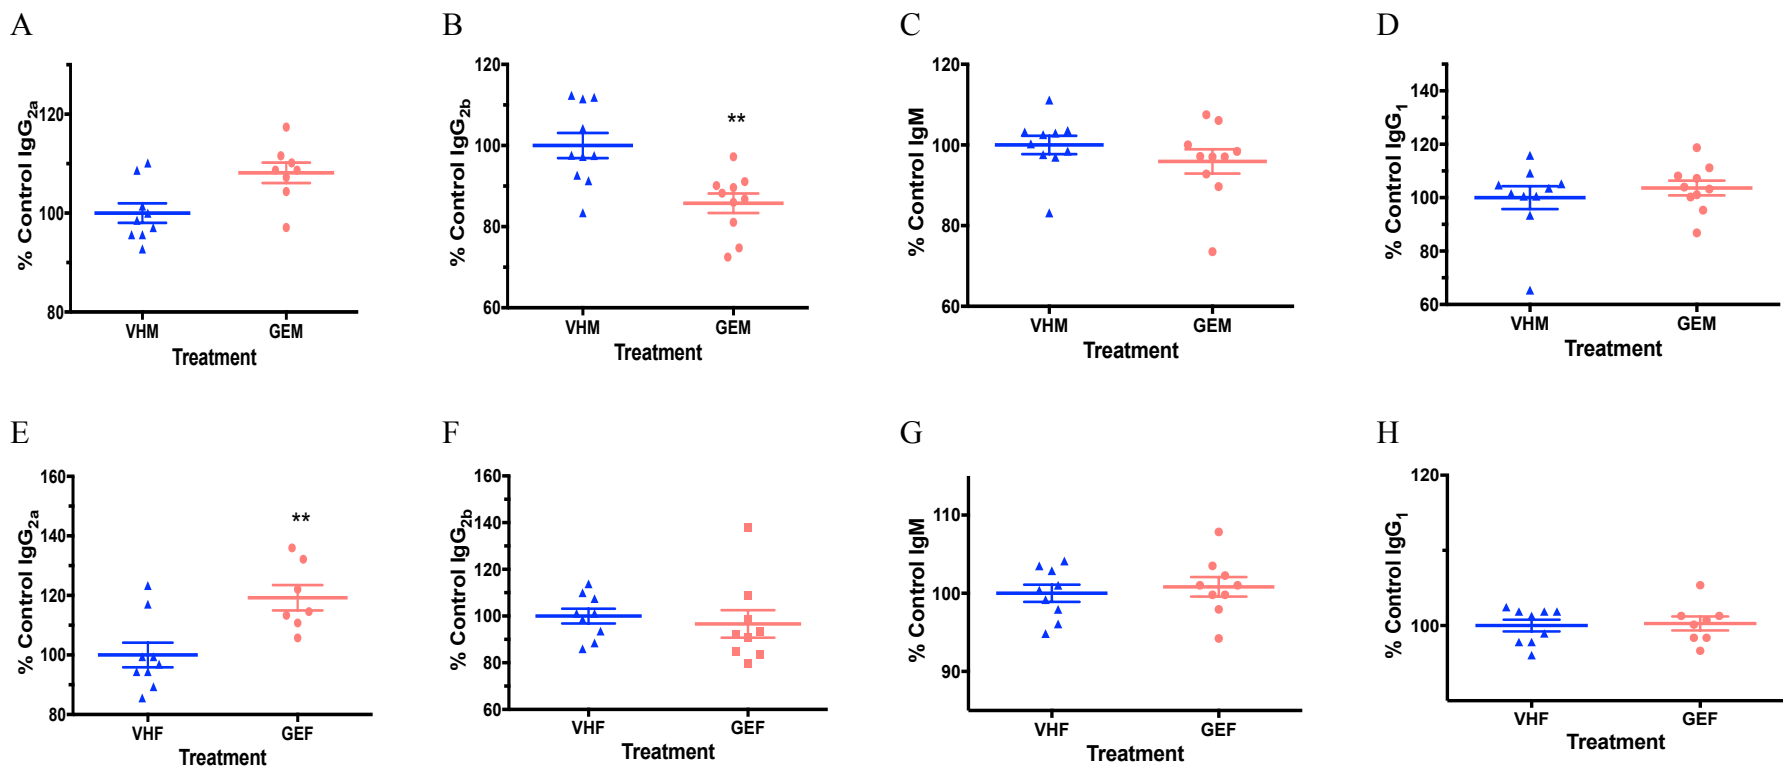 A
B
C
D
% Control IgG2a
120
100
80
VHM
GEM
Treatment
% Control IgG2b
120
100
80
60
**
VHM
GEM
Treatment
% Control IgM
120
100
80
60
VHM
GEM
Treatment
% Control IgG1
140
120
100
80
60
VHM
GEM
Treatment
E
F
G
H
% Control IgG2a
160
140
120
100
80
**
VHF
GEF
Treatment
% Control IgG2b
160
140
120
100
80
60
VHF
GEF
Treatment
% Control IgM
110
100
90
VHF
GEF
Treatment
% Control IgG1
120
100
VHF
GEF
Treatment